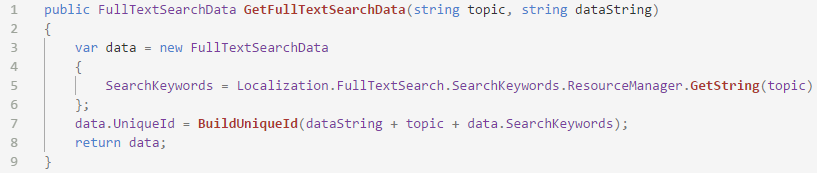 1 public FullTextSearchData GetFullTextSearchData(string topic, string dataString)
2 {
3     var data = new FullTextSearchData
4     {
5         SearchKeywords = Localization.FullTextSearch.SearchKeywords.ResourceManager.GetString(topic)
6     };
7     data.UniqueId = BuildUniqueId(dataString + topic + data.SearchKeywords);
8     return data;
9 }